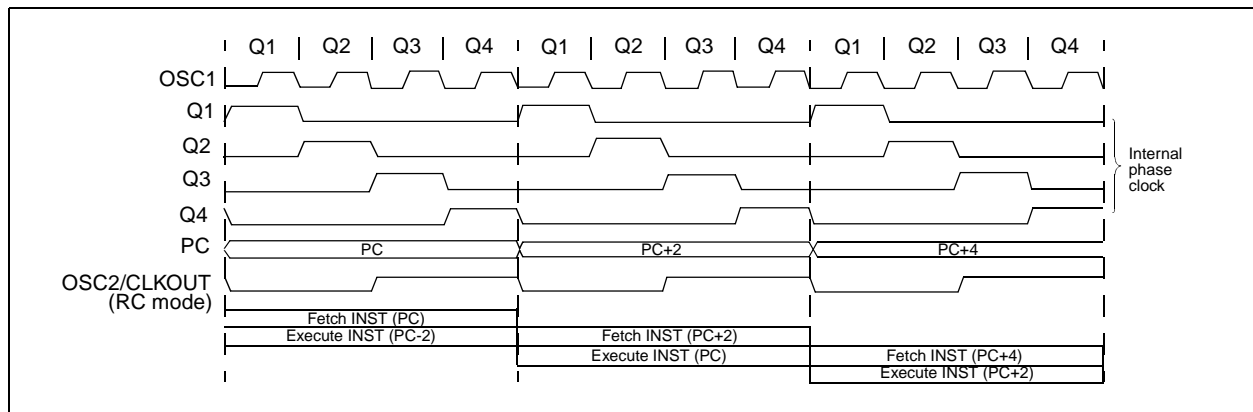 Q1 Q2 Q3 Q4 Q1 Q2 Q3 Q4 Q1 Q2 Q3 Q4
OSC1
Q1
Q2
Q3
Q4
Internal
phase
clock
PC PC PC+2 PC+4
OSC2/CLKOUT
(RC mode)
Fetch INST (PC)
Execute INST (PC-2) Fetch INST (PC+2)
Execute INST (PC) Fetch INST (PC+4)
Execute INST (PC+2)